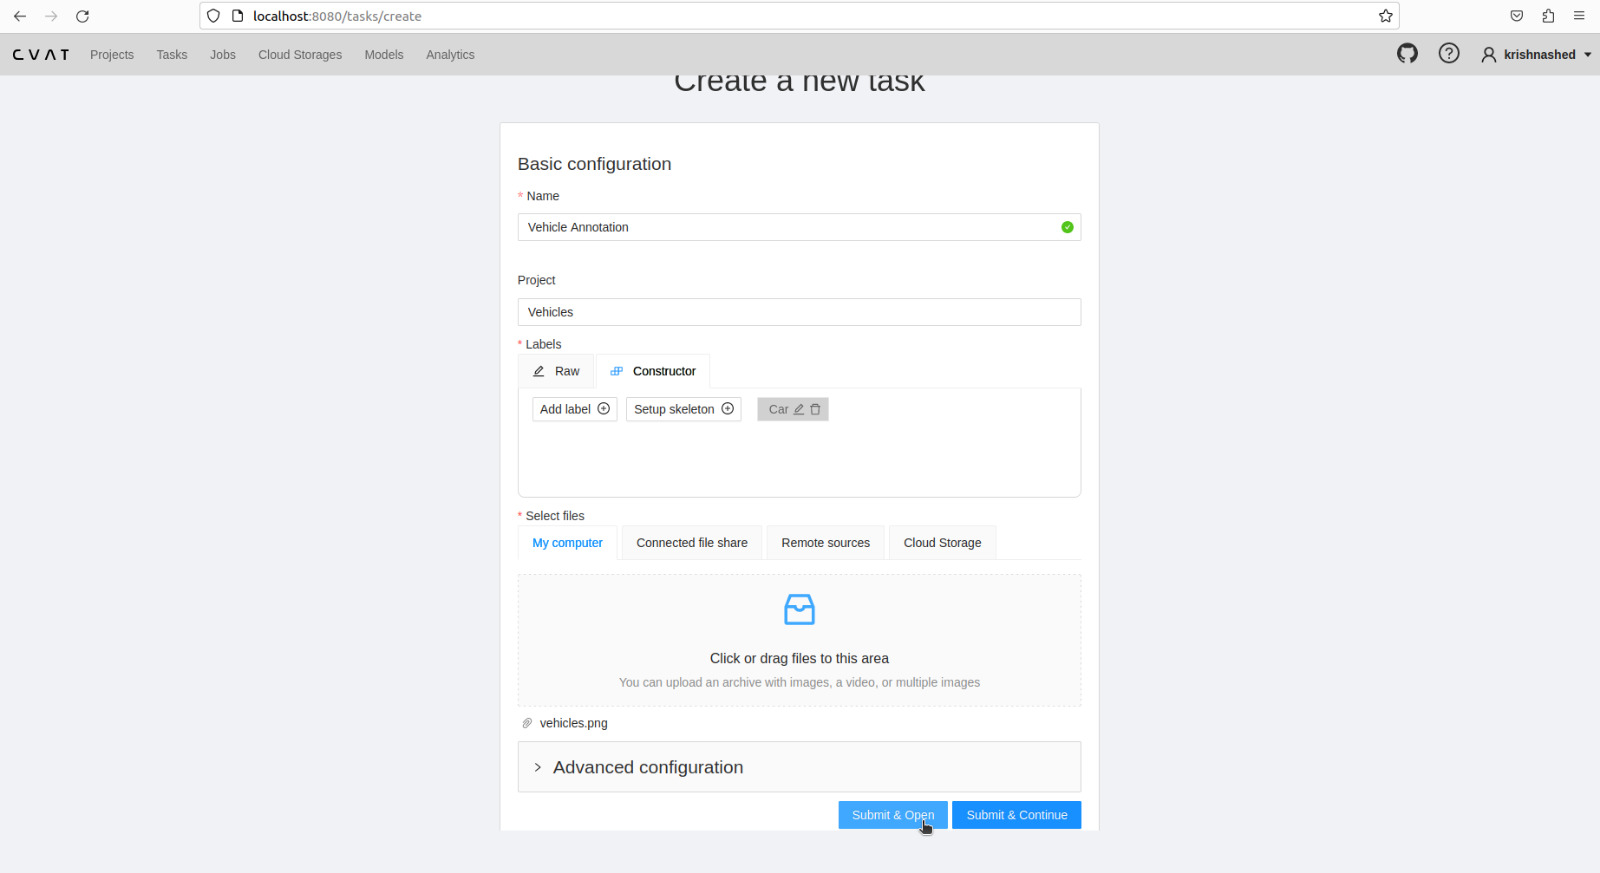 localhost:8080/tasks/create
CVAT Projects Tasks Jobs Cloud Storages Models Analytics krishnashed
Create a new task
Basic configuration
* Name
Vehicle Annotation
Project
Vehicles
* Labels
Raw Constructor
Add label Setup skeleton Car
* Select files
My computer Connected file share Remote sources Cloud Storage
Click or drag files to this area
You can upload an archive with images, a video, or multiple images
vehicles.png
Advanced configuration
Submit & Open Submit & Continue